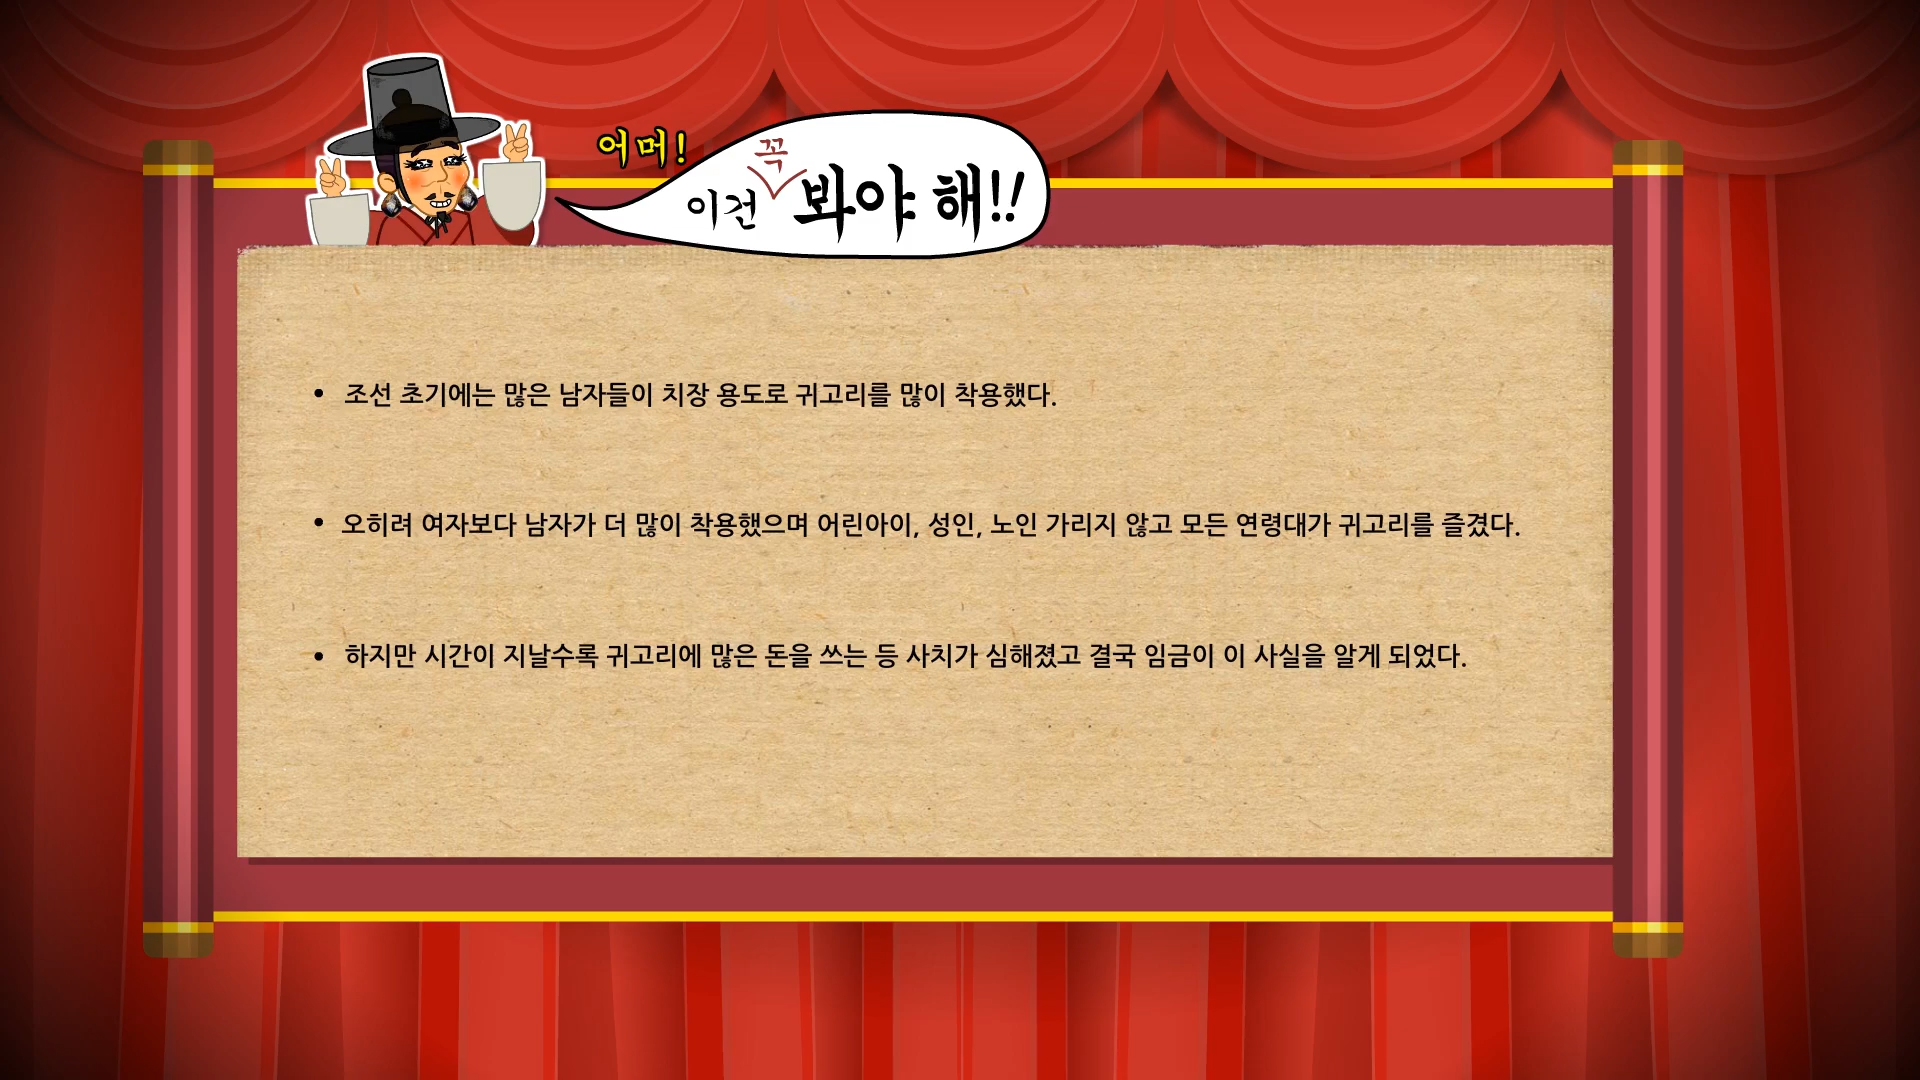 어머!
이건 꼭 봐야 해!!
• 조선 초기에는 많은 남자들이 치장 용도로 귀고리를 많이 착용했다.
• 오히려 여자보다 남자가 더 많이 착용했으며 어린아이, 성인, 노인 가리지 않고 모든 연령대가 귀고리를 즐겼다.
• 하지만 시간이 지날수록 귀고리에 많은 돈을 쓰는 등 사치가 심해졌고 결국 임금이 이 사실을 알게 되었다.